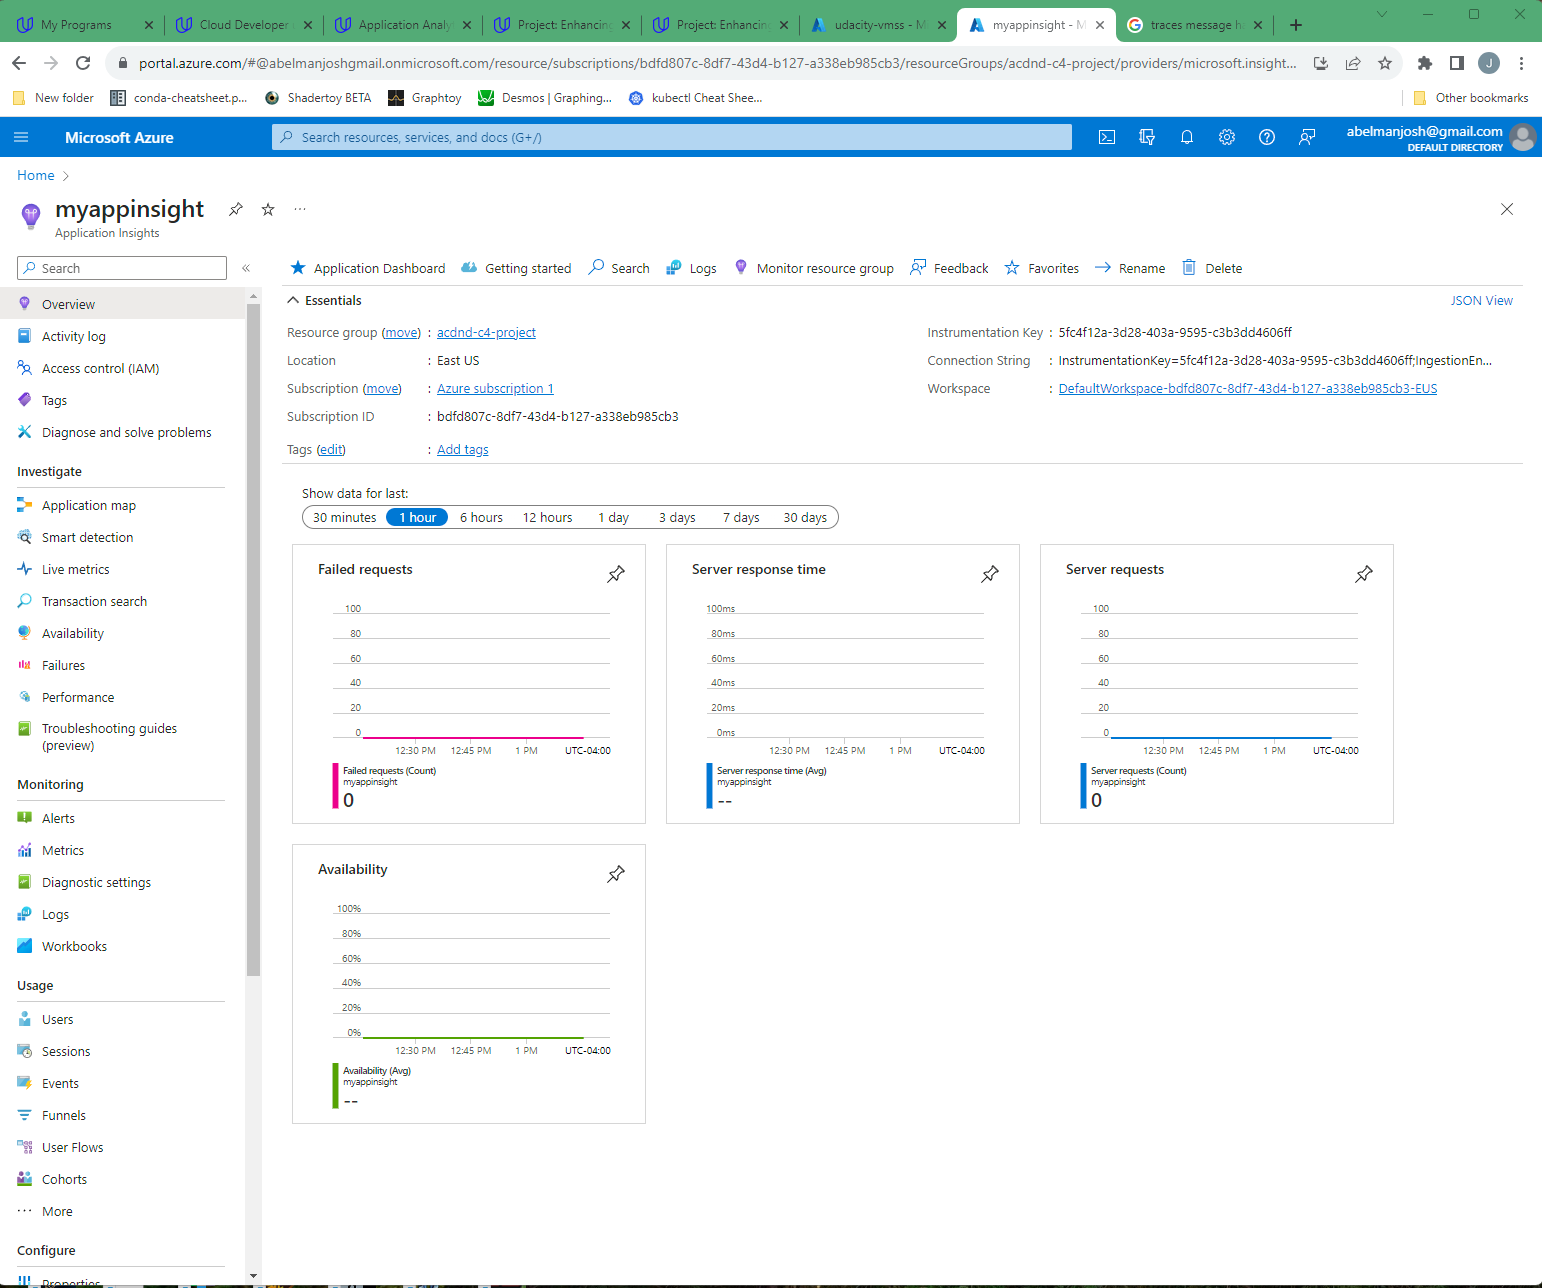 My Programs
Cloud Developer
Application Analy
Project: Enhancing
Project: Enhancing
udacity-vmss - M
myappinsight - M
traces message ha
portal.azure.com/#@abelmanjoshgmail.onmicrosoft.com/resource/subscriptions/bdfd807c-8df7-43d4-b127-a338eb985cb3/resourceGroups/acdnd-c4-project/providers/microsoft.insight...
J
New folder
conda-cheatsheet.p...
Shadertoy BETA
Graphtoy
Desmos | Graphing...
kubectl Cheat Shee...
Other bookmarks
Microsoft Azure
Search resources, services, and docs (G+/)
abelmanjosh@gmail.com
DEFAULT DIRECTORY
Home
myappinsight
Application Insights
Search
Overview
Activity log
Access control (IAM)
Tags
Diagnose and solve problems
Investigate
Application map
Smart detection
Live metrics
Transaction search
Availability
Failures
Performance
Troubleshooting guides
(preview)
Monitoring
Alerts
Metrics
Diagnostic settings
Logs
Workbooks
Usage
Users
Sessions
Events
Funnels
User Flows
Cohorts
More
Configure
Properties
Application Dashboard
Getting started
Search
Logs
Monitor resource group
Feedback
Favorites
Rename
Delete
Essentials
JSON View
Resource group (move) : acdnd-c4-project
Location : East US
Subscription (move) : Azure subscription 1
Subscription ID : bdfd807c-8df7-43d4-b127-a338eb985cb3
Tags (edit) : Add tags
Instrumentation Key : 5fc4f12a-3d28-403a-9595-c3b3dd4606ff
Connection String : InstrumentationKey=5fc4f12a-3d28-403a-9595-c3b3dd4606ff;IngestionEn...
Workspace : DefaultWorkspace-bdfd807c-8df7-43d4-b127-a338eb985cb3-EUS
Show data for last:
30 minutes 1 hour 6 hours 12 hours 1 day 3 days 7 days 30 days
Failed requests
100
80
60
40
20
0
12:30 PM 12:45 PM 1 PM UTC-04:00
Failed requests (Count)
myappinsight
0
Server response time
100ms
80ms
60ms
40ms
20ms
0ms
12:30 PM 12:45 PM 1 PM UTC-04:00
Server response time (Avg)
myappinsight
--
Server requests
100
80
60
40
20
0
12:30 PM 12:45 PM 1 PM UTC-04:00
Server requests (Count)
myappinsight
0
Availability
100%
80%
60%
40%
20%
0%
12:30 PM 12:45 PM 1 PM UTC-04:00
Availability (Avg)
myappinsight
--